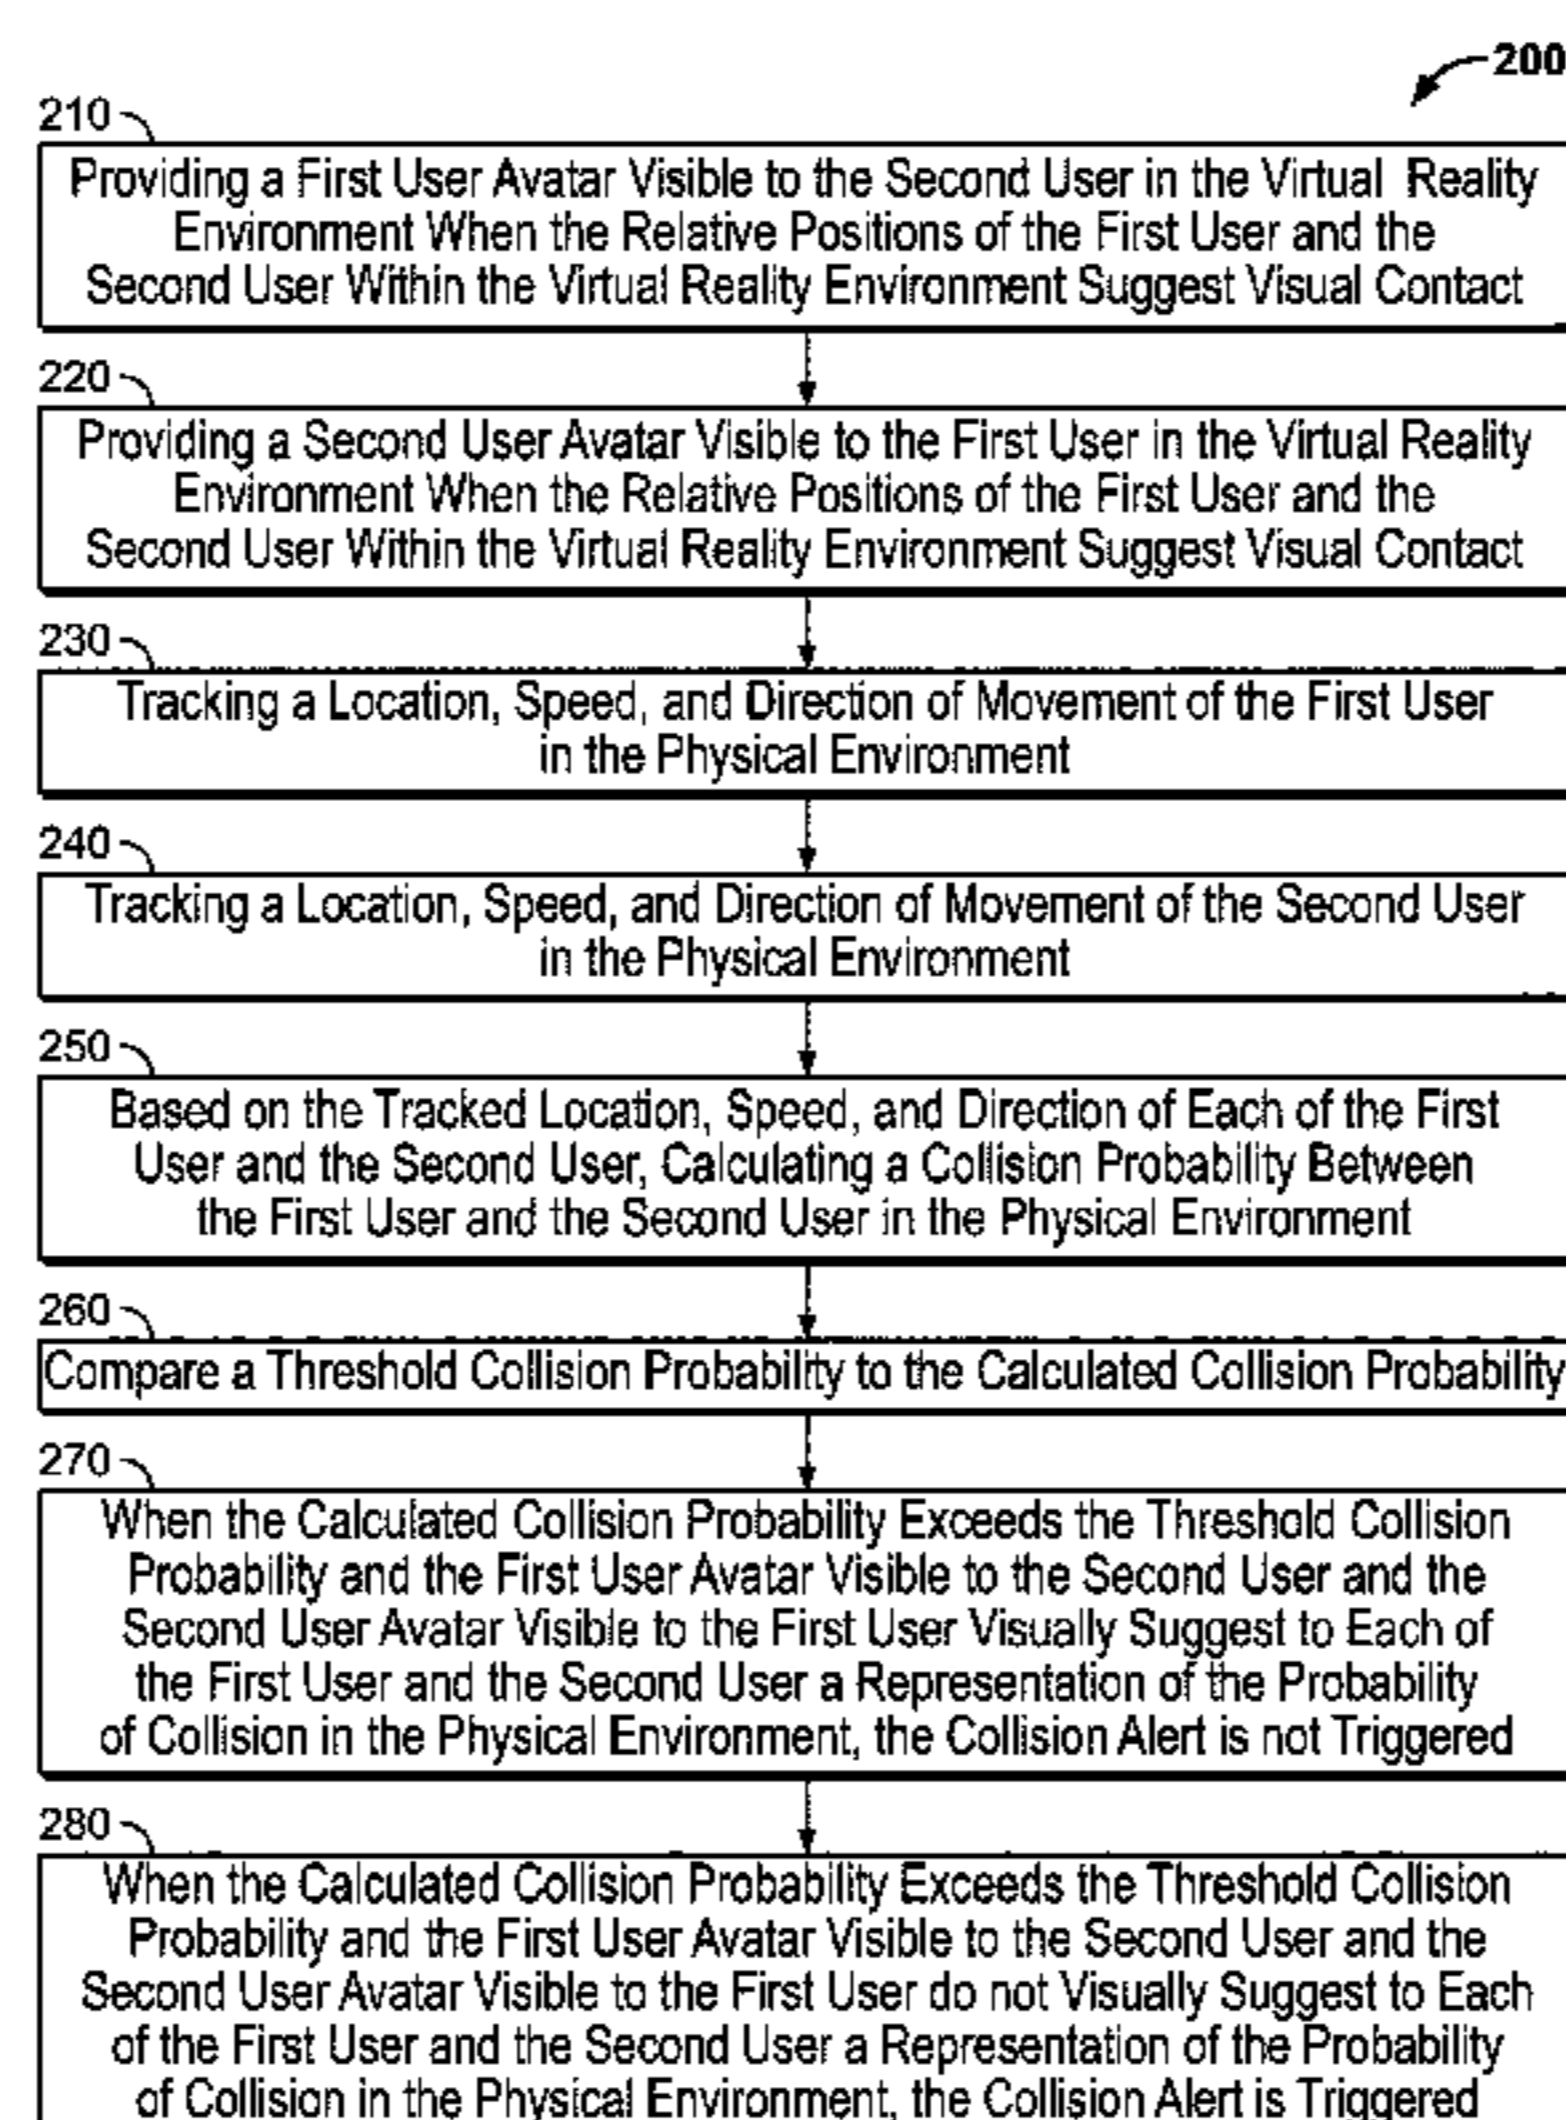 200
210
Providing a First User Avatar Visible to the Second User in the Virtual Reality
Environment When the Relative Positions of the First User and the
Second User Within the Virtual Reality Environment Suggest Visual Contact
220
Providing a Second User Avatar Visible to the First User in the Virtual Reality
Environment When the Relative Positions of the First User and the
Second User Within the Virtual Reality Environment Suggest Visual Contact
230
Tracking a Location, Speed, and Direction of Movement of the First User
in the Physical Environment
240
Tracking a Location, Speed, and Direction of Movement of the Second User
in the Physical Environment
250
Based on the Tracked Location, Speed, and Direction of Each of the First
User and the Second User, Calculating a Collision Probability Between
the First User and the Second User in the Physical Environment
260
Compare a Threshold Collision Probability to the Calculated Collision Probability
270
When the Calculated Collision Probability Exceeds the Threshold Collision
Probability and the First User Avatar Visible to the Second User and the
Second User Avatar Visible to the First User Visually Suggest to Each of
the First User and the Second User a Representation of the Probability
of Collision in the Physical Environment, the Collision Alert is not Triggered
280
When the Calculated Collision Probability Exceeds the Threshold Collision
Probability and the First User Avatar Visible to the Second User and the
Second User Avatar Visible to the First User do not Visually Suggest to Each
of the First User and the Second User a Representation of the Probability
of Collision in the Physical Environment, the Collision Alert is Triggered